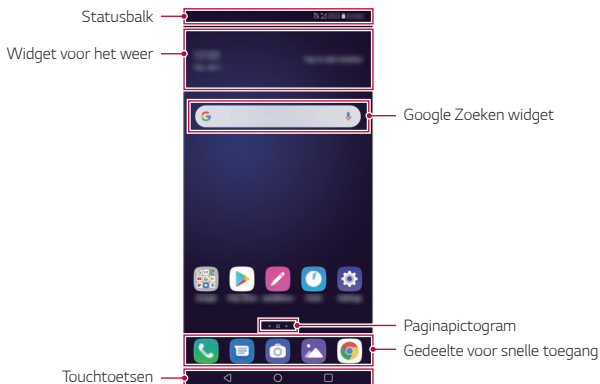 Statusbalk
Widget voor het weer
Google Zoeken widget
Paginapictogram
Gedeelte voor snelle toegang
Touchtoetsen